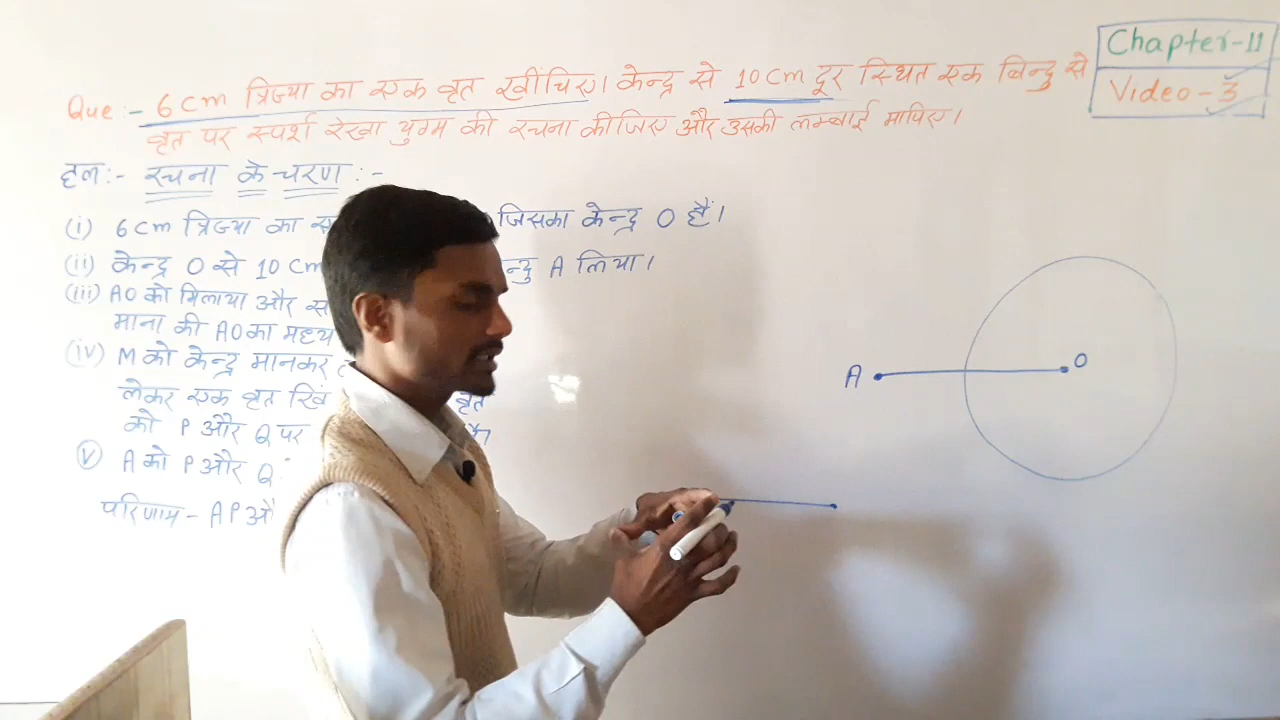 Chapter-11
Video-3
Que:- 6cm त्रिज्या का एक वृत खींचिए। केन्द्र से 10cm दूर स्थित एक बिन्दु से
वृत पर स्पर्श रेखा युग्म की रचना कीजिए और उसकी लम्बाई मापिए।
हल:- रचना के चरण:-
(i) 6cm त्रिज्या का जिसका केन्द्र O है।
(ii) केन्द्र O से 10 cm A लिया।
(iii) AO को मिलाया और
माना की AO का मध्य
(iv) M को केन्द्र मानकर
लेकर एक वृत वृत
को P और Q पर
(v) A को P और Q
परिणाम - AP
A
O